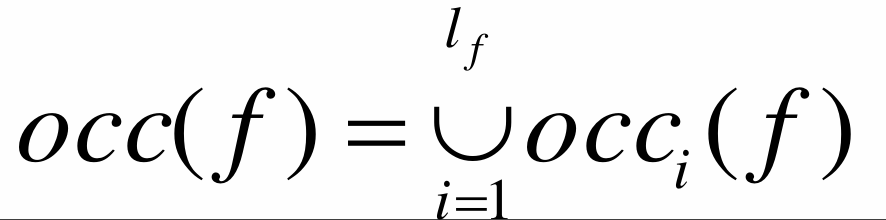 occ(f) = ∪_{i=1}^{l_f} occ_i(f)